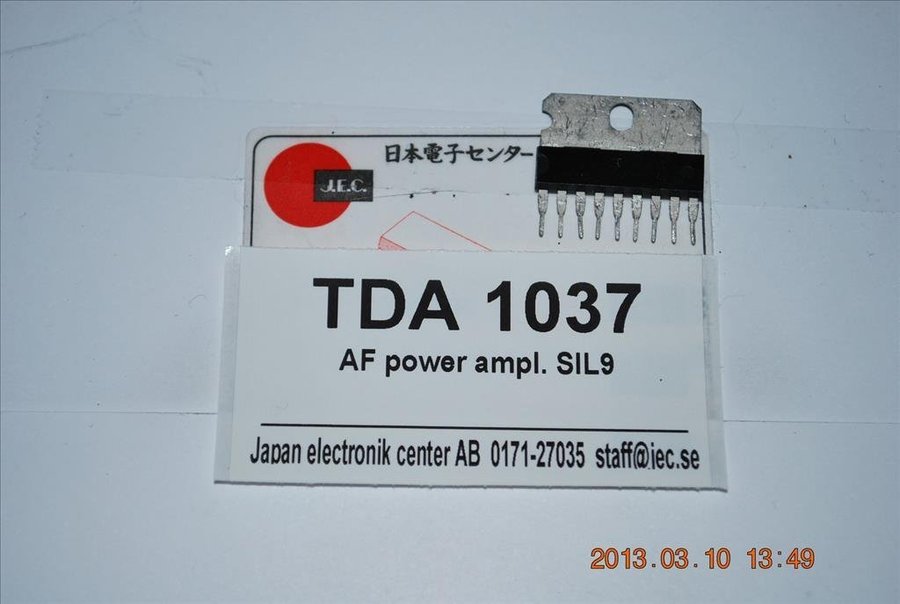 日本電子センター
J.E.C.
TDA 1037
AF power ampl. SIL9
Japan electronik center AB 0171-27035 staff@jec.se
2013.03.10 13:49